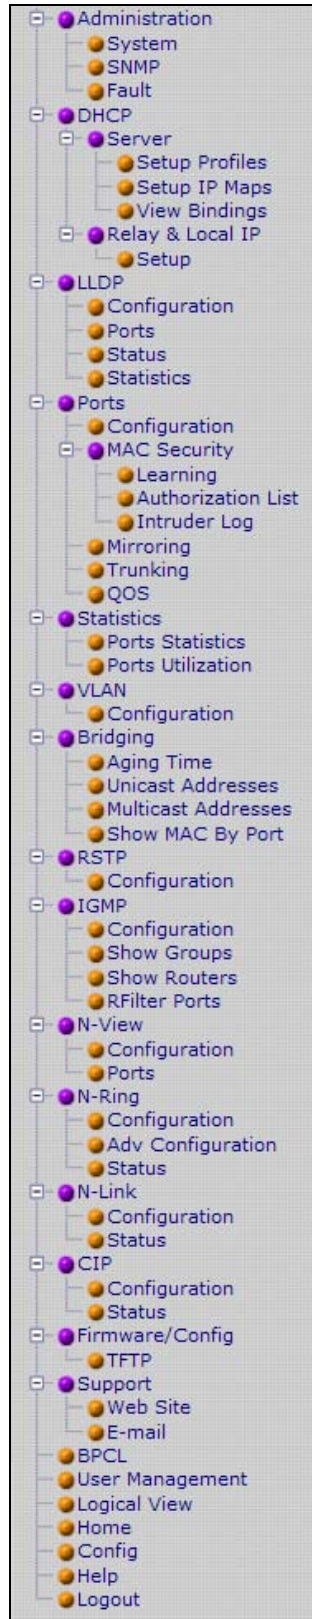 Administration
System
SNMP
Fault
DHCP
Server
Setup Profiles
Setup IP Maps
View Bindings
Relay & Local IP
Setup
LLDP
Configuration
Ports
Status
Statistics
Ports
Configuration
MAC Security
Learning
Authorization List
Intruder Log
Mirroring
Trunking
QOS
Statistics
Ports Statistics
Ports Utilization
VLAN
Configuration
Bridging
Aging Time
Unicast Addresses
Multicast Addresses
Show MAC By Port
RSTP
Configuration
IGMP
Configuration
Show Groups
Show Routers
RFilter Ports
N-View
Configuration
Ports
N-Ring
Configuration
Adv Configuration
Status
N-Link
Configuration
Status
CIP
Configuration
Status
Firmware/Config
TFTP
Support
Web Site
E-mail
BPCL
User Management
Logical View
Home
Config
Help
Logout